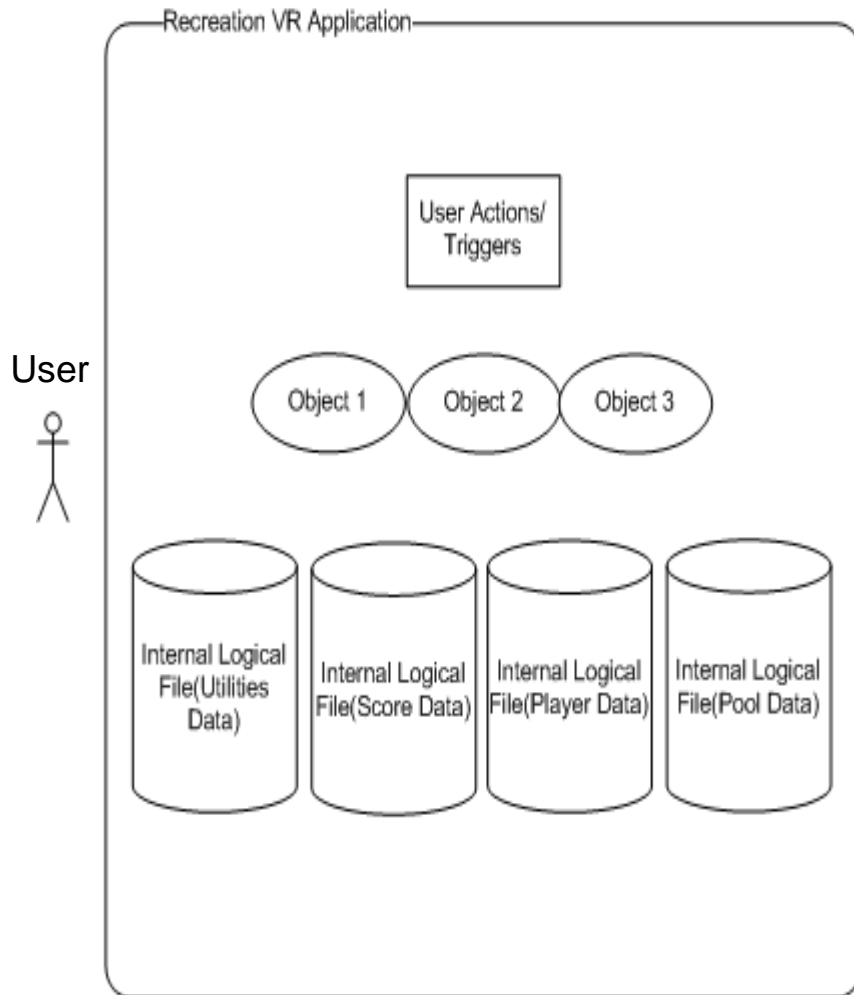 Recreation VR Application
User Actions/
Triggers
User
Object 1
Object 2
Object 3
Internal Logical
File(Utilities
Data)
Internal Logical
File(Score Data)
Internal Logical
File(Player Data)
Internal Logical
File(Pool Data)